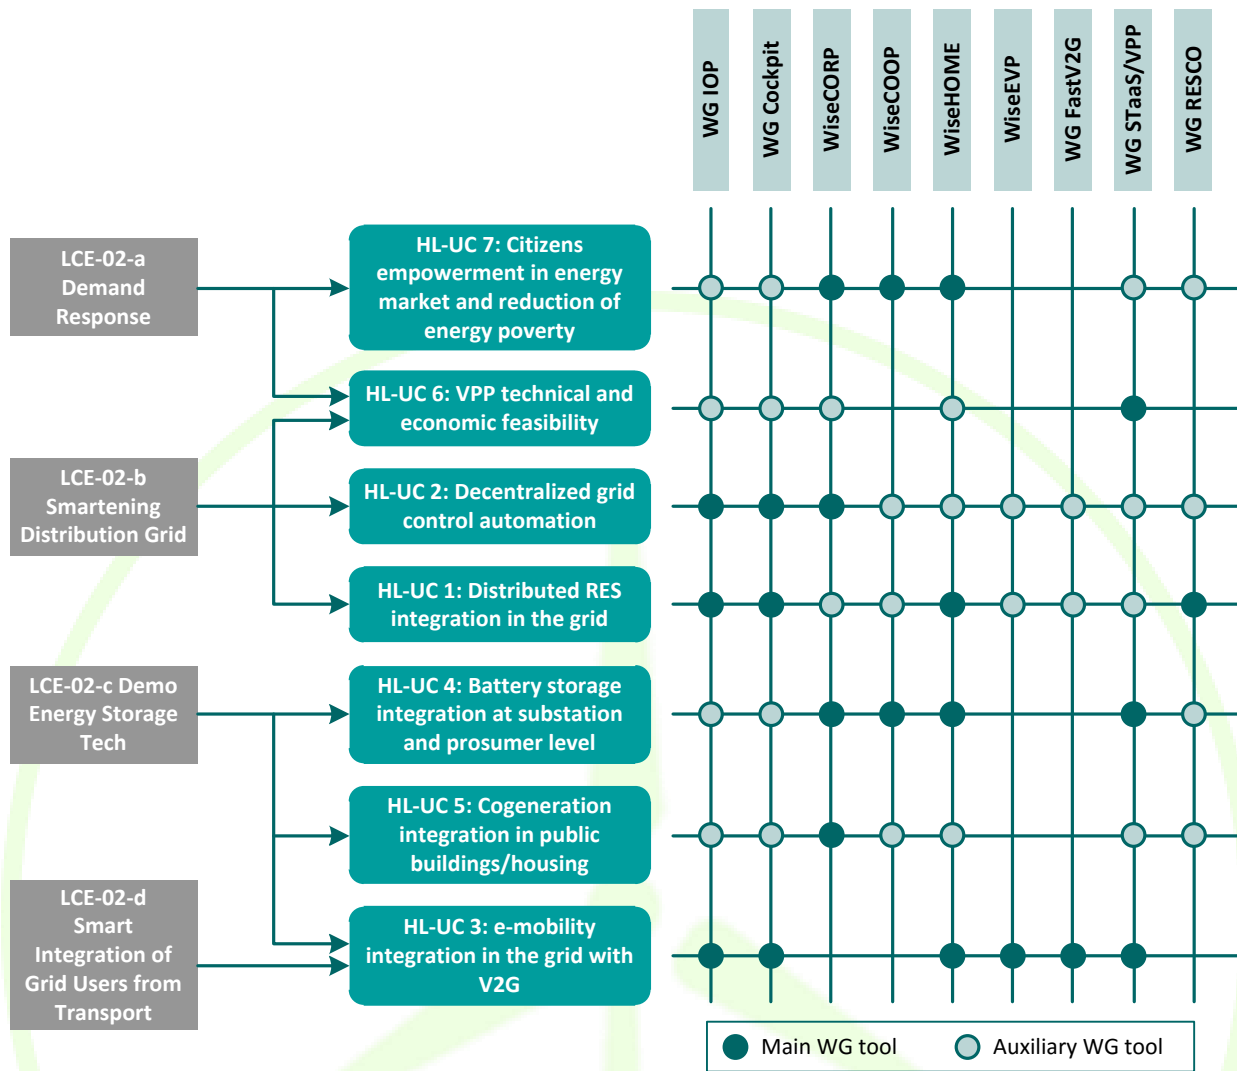 WG IOP
WG Cockpit
WiseCORP
WiseCOOP
WiseHOME
WiseEVP
WG FastV2G
WG STaaS/VPP
WG RESCO
LCE-02-a
Demand
Response
HL-UC 7: Citizens
empowerment in energy
market and reduction of
energy poverty
HL-UC 6: VPP technical and
economic feasibility
LCE-02-b
Smartening
Distribution Grid
HL-UC 2: Decentralized grid
control automation
HL-UC 1: Distributed RES
integration in the grid
LCE-02-c Demo
Energy Storage
Tech
HL-UC 4: Battery storage
integration at substation
and prosumer level
HL-UC 5: Cogeneration
integration in public
buildings/housing
LCE-02-d
Smart
Integration of
Grid Users from
Transport
HL-UC 3: e-mobility
integration in the grid with
V2G
Main WG tool
Auxiliary WG tool